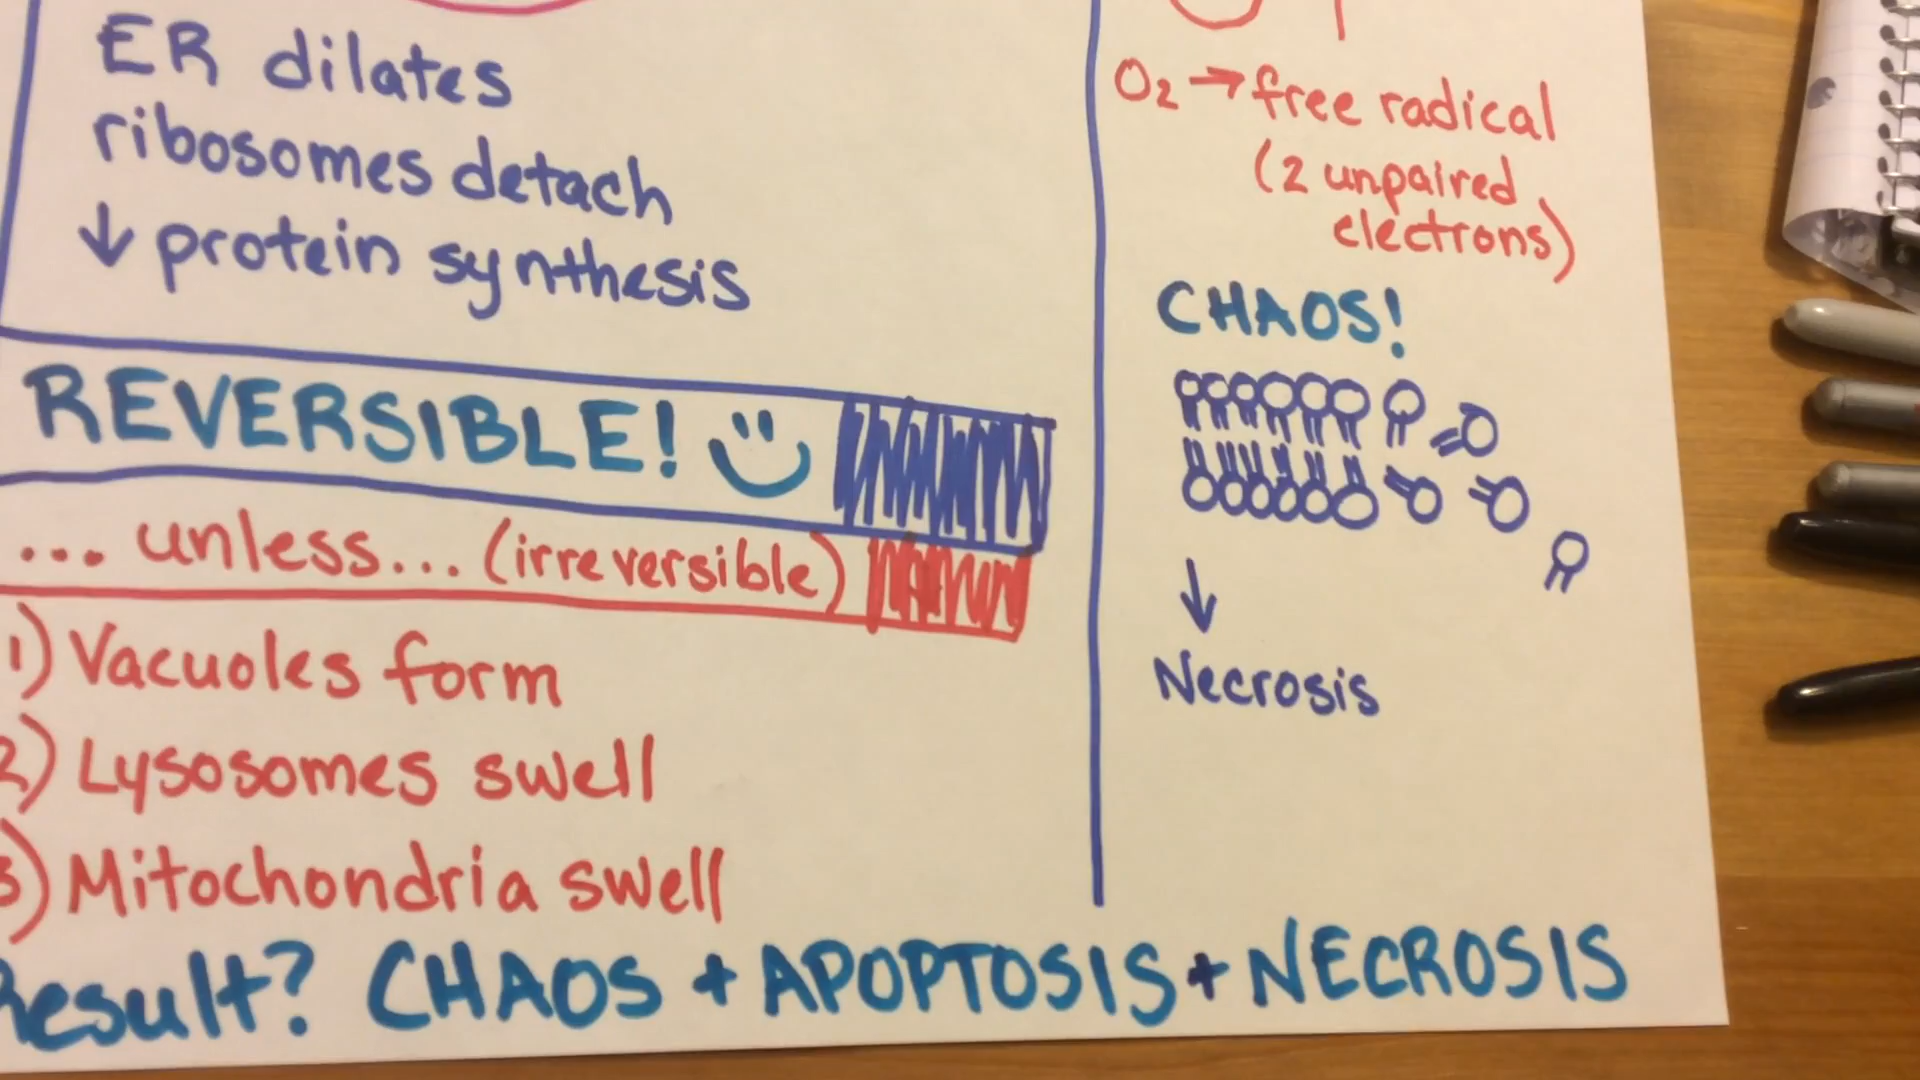 ER dilates
ribosomes detach
↓ protein synthesis
REVERSIBLE!
... unless... (irreversible)
1) Vacuoles form
2) Lysosomes swell
3) Mitochondria swell
Result? CHAOS + APOPTOSIS + NECROSIS
O2 → free radical
(2 unpaired
electrons)
CHAOS!
↓
Necrosis